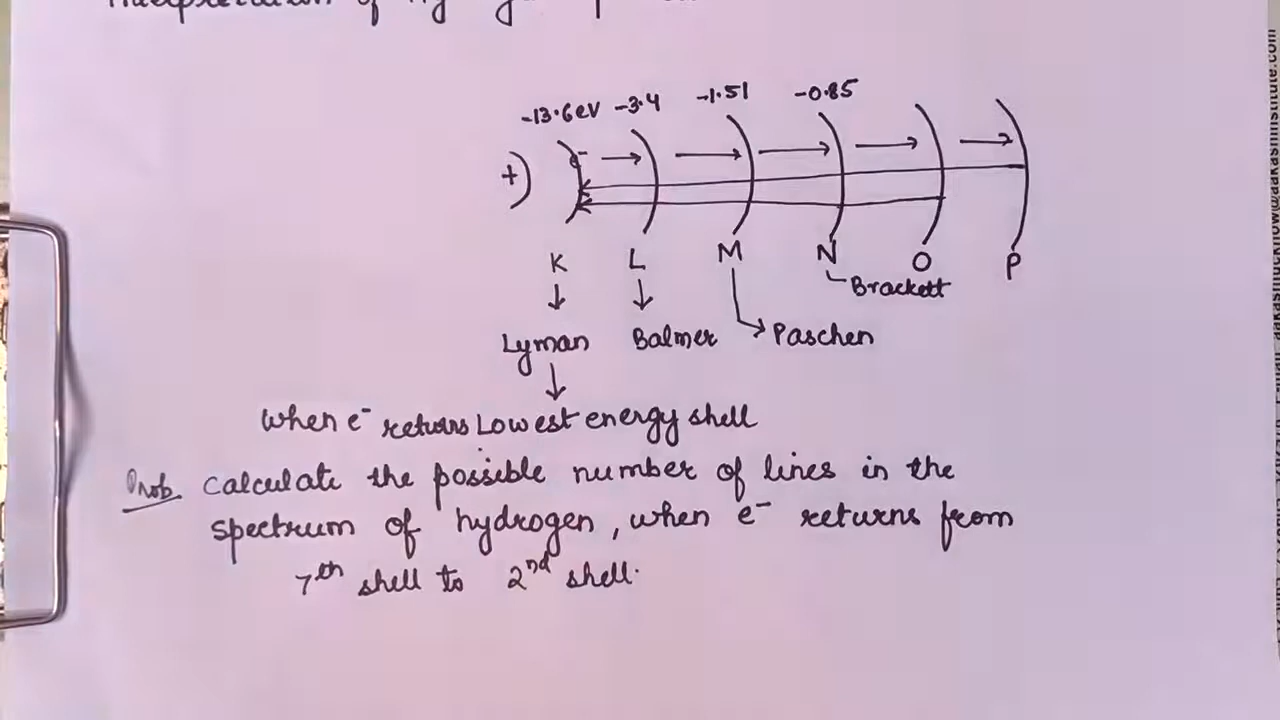 of
-13.6eV -3.4 -1.51 -0.85
+) e-
K L M N O P
Brackett
Lyman Balmer Paschen
when e- returns Lowest energy shell
Prob. Calculate the possible number of lines in the
spectrum of hydrogen, when e- returns from
7th shell to 2nd shell.